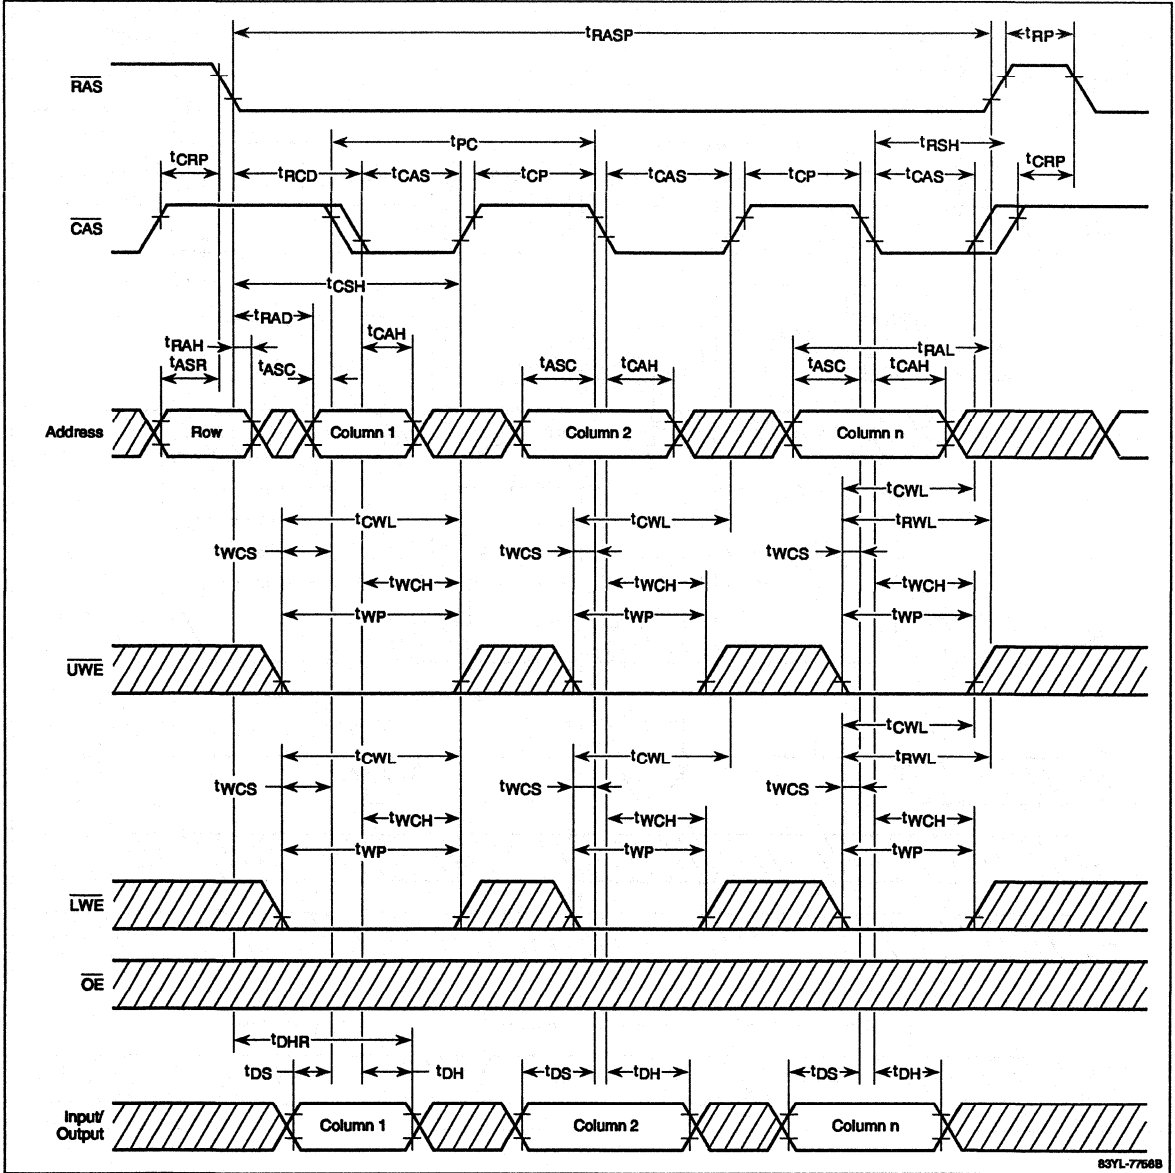 tRASP tRP
RAS
tPC tRSH
tCRP tRCD tCAS tCP tCAS tCP tCAS tCRP
CAS
tCSH
tRAD
tRAH tCAH tRAL
tASR tASC tASC tCAH tASC tCAH
Address Row Column 1 Column 2 Column n
tCWL
tCWL tCWL tRWL
tWCS tWCS tWCS
tWCH tWCH tWCH
tWP tWP tWP
UWE
tCWL
tCWL tCWL tRWL
tWCS tWCS tWCS
tWCH tWCH tWCH
tWP tWP tWP
LWE
OE
tDHR
tDS tDH tDS tDH tDS tDH
Input/
Output Column 1 Column 2 Column n
83YL-7756B